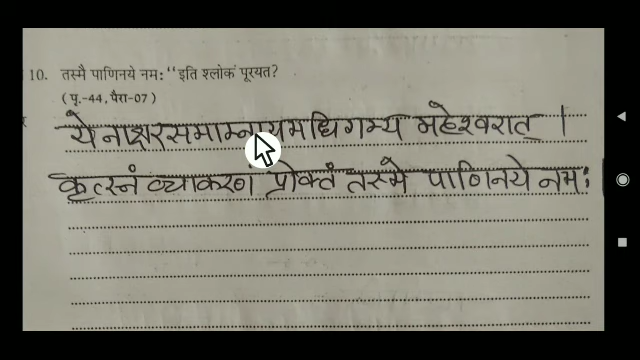 10. तस्मै पाणिनये नमः "इति श्लोकं पूरयत?
(पृ.-44, पैरा-07)
येनाक्षरसमाम्नायमधिगम्य महेश्वरात् |
कृत्स्नं व्याकरणं प्रोक्तं तस्मै पाणिनये नमः